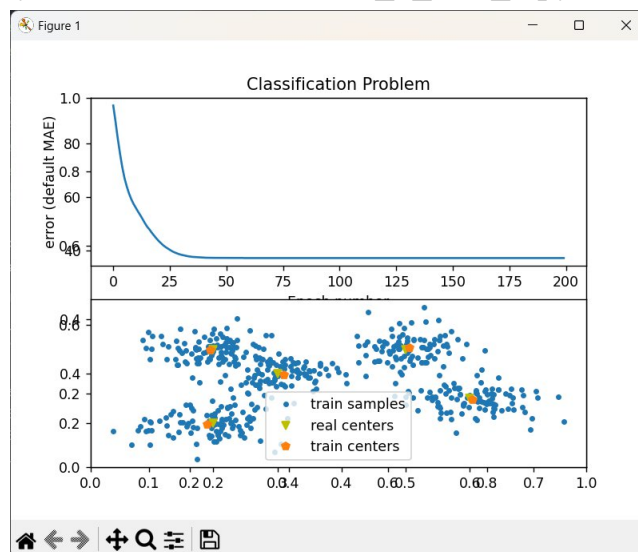 Figure 1
Classification Problem
1.0
80
0.8
60
0.6
40
error (default MAE)
0 25 50 75 100 125 150 175 200
Epoch number
0.4
0.6
0.4
0.2
0.2
0.0
train samples
real centers
train centers
0.0 0.1 0.2 0.2 0.3 0.4 0.4 0.6 0.5 0.6 0.8 0.7 1.0